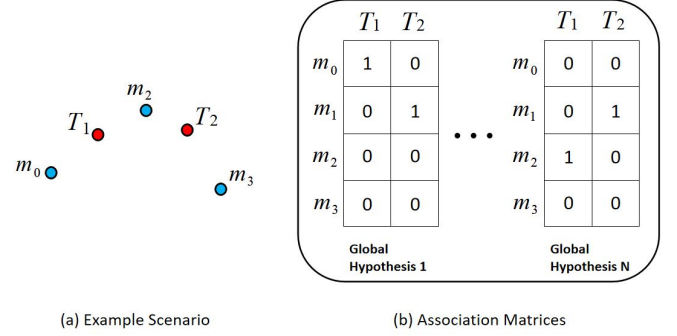 T1 T2
m2
T1 T2
m0
m3
m0 1 0
m1 0 1
m2 0 0
m3 0 0
Global
Hypothesis 1
...
T1 T2
m0 0 0
m1 0 1
m2 1 0
m3 0 0
Global
Hypothesis N
(a) Example Scenario
(b) Association Matrices